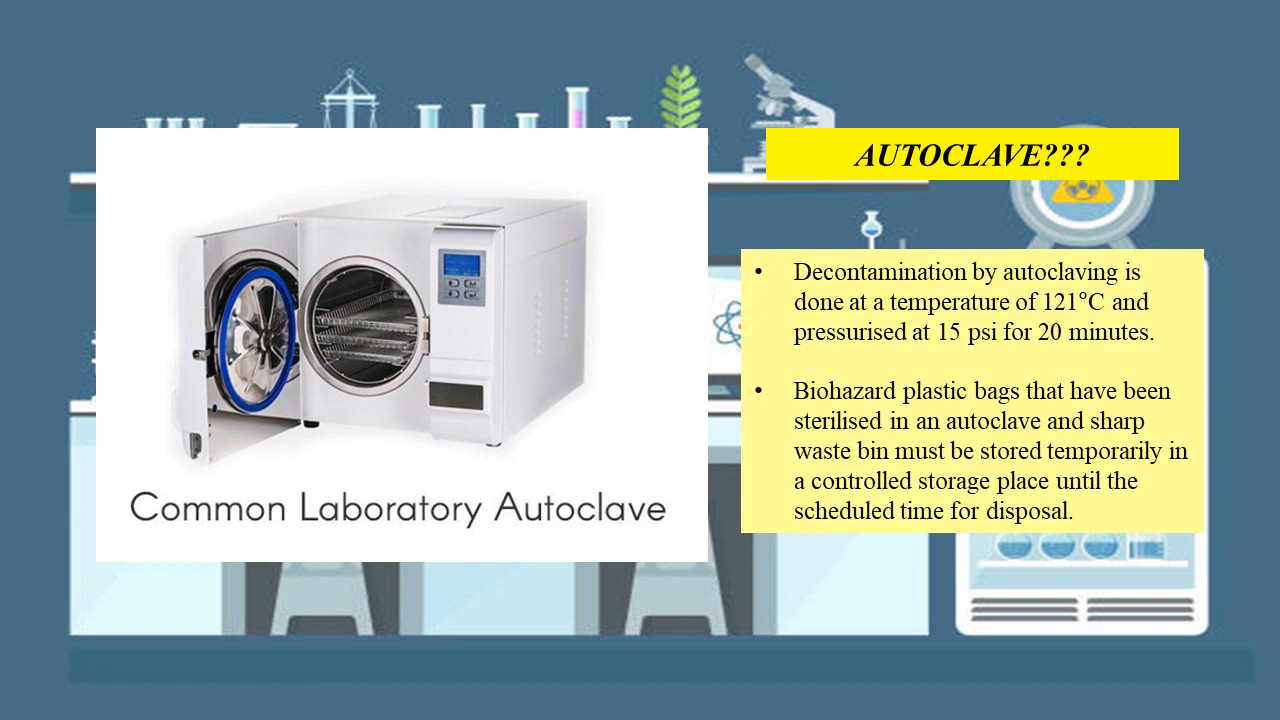 AUTOCLAVE???
• Decontamination by autoclaving is
done at a temperature of 121°C and
pressurised at 15 psi for 20 minutes.
• Biohazard plastic bags that have been
sterilised in an autoclave and sharp
waste bin must be stored temporarily in
a controlled storage place until the
scheduled time for disposal.
Common Laboratory Autoclave